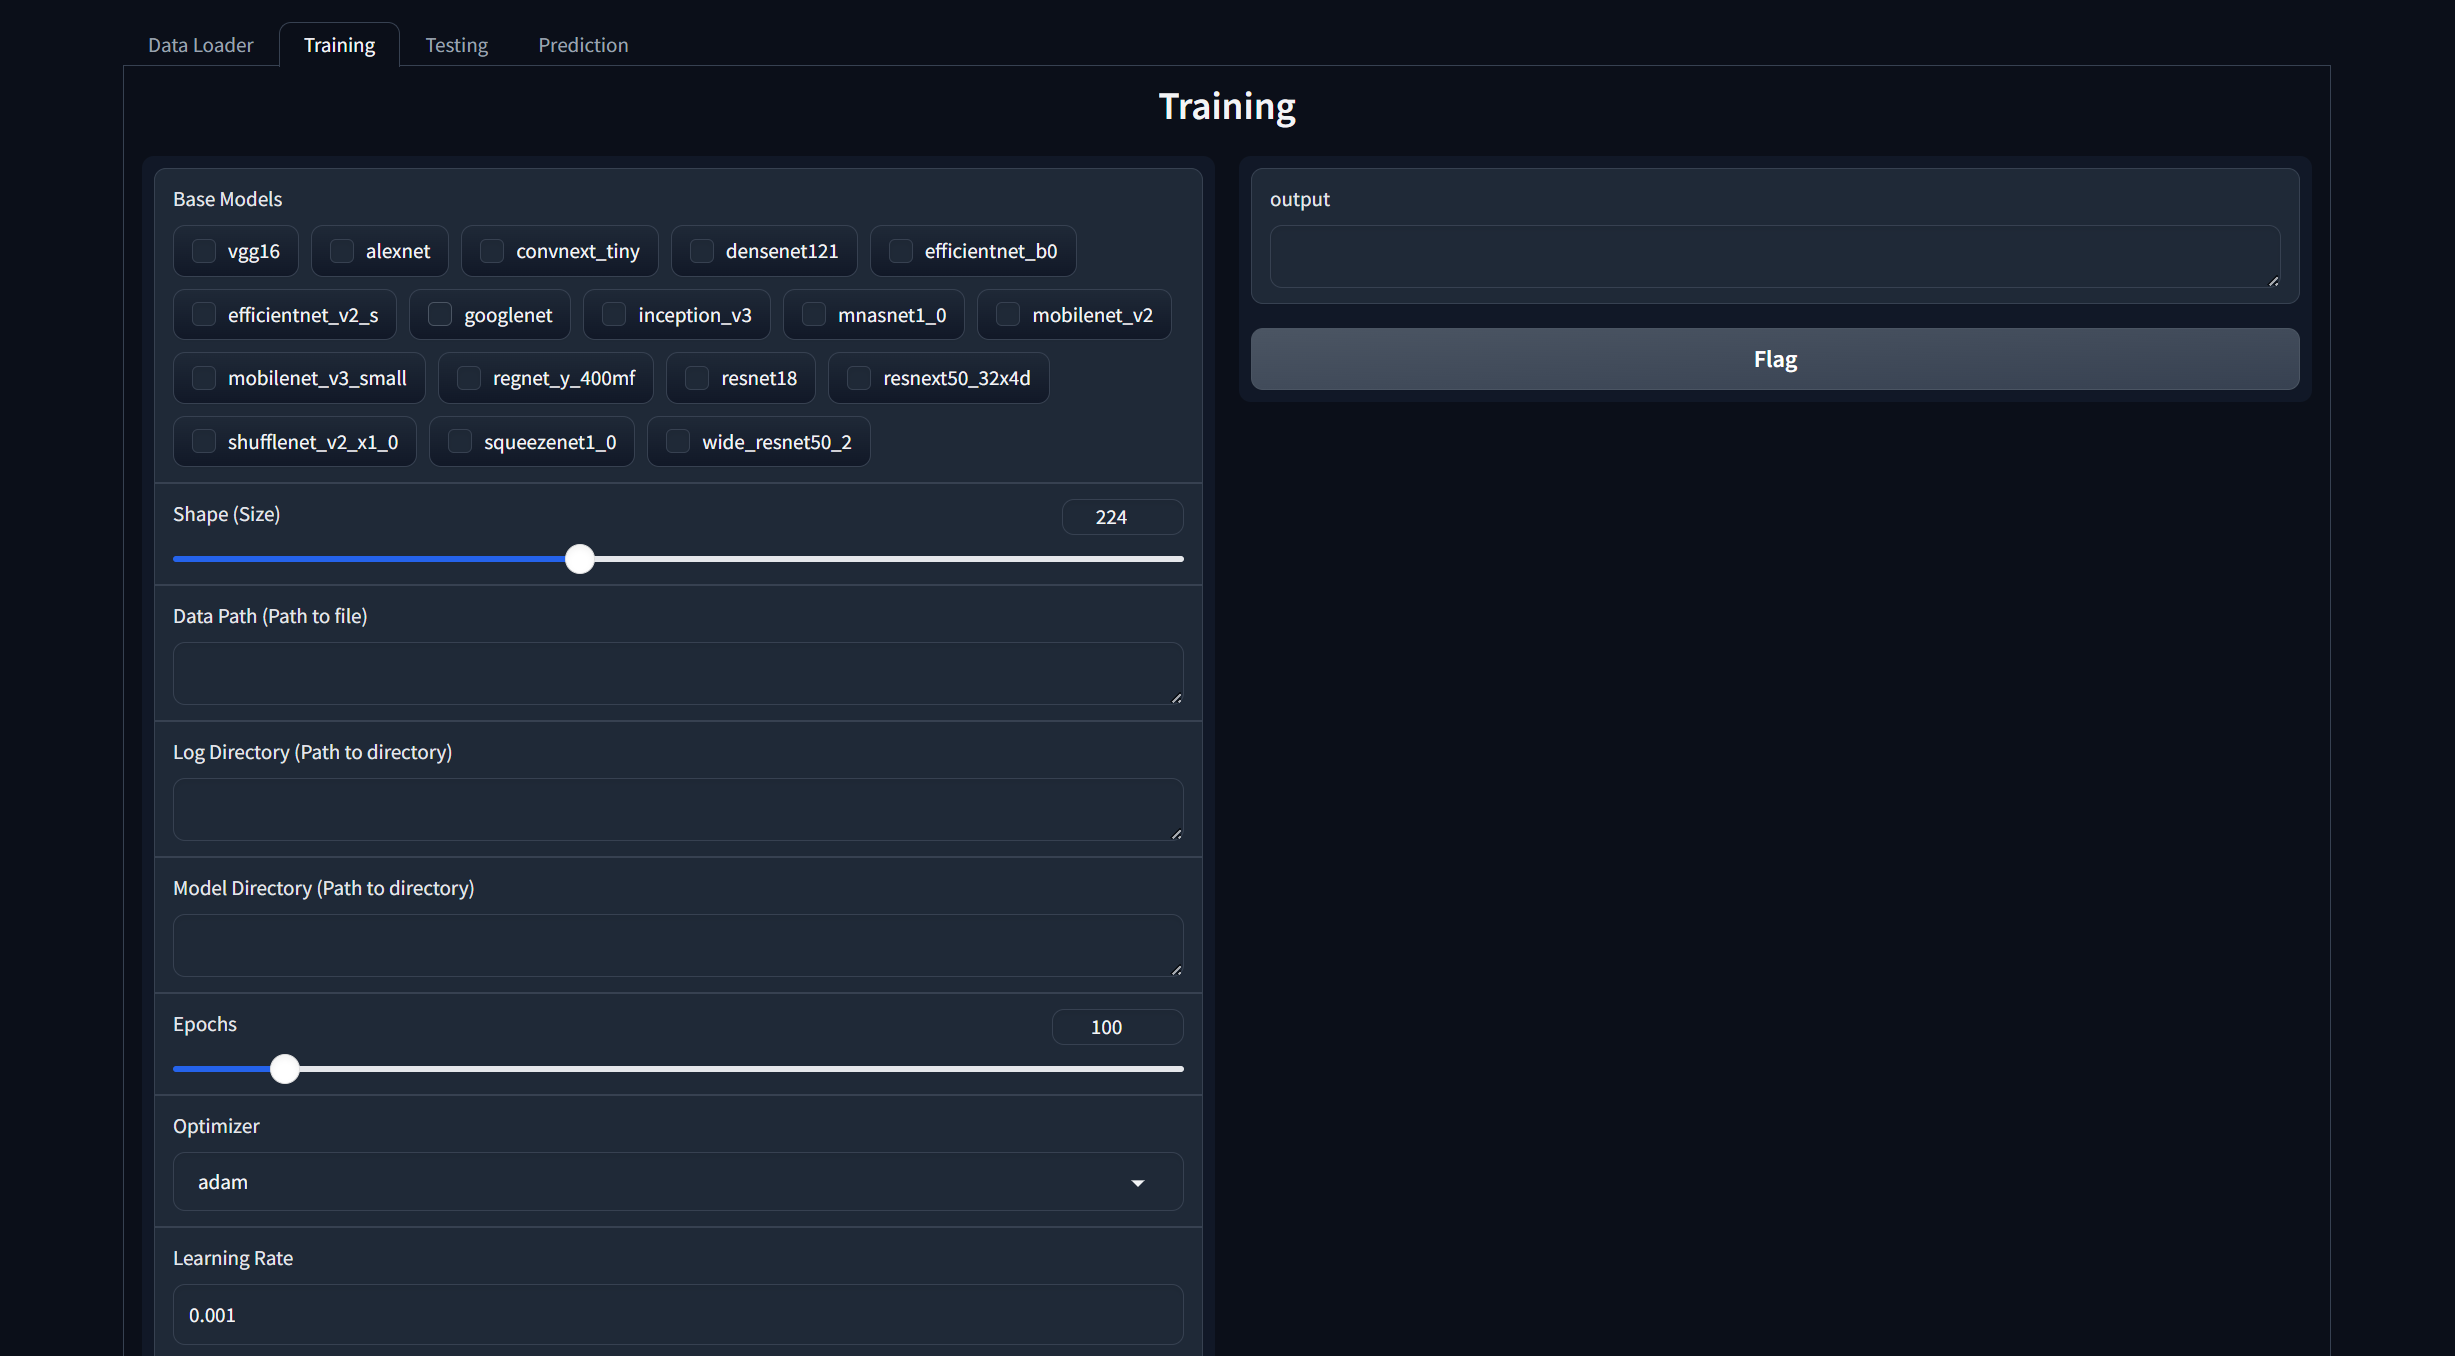 Data Loader Training Testing Prediction
Training
Base Models
vgg16 alexnet convnext_tiny densenet121 efficientnet_b0
efficientnet_v2_s googlenet inception_v3 mnasnet1_0 mobilenet_v2
mobilenet_v3_small regnet_y_400mf resnet18 resnext50_32x4d
shufflenet_v2_x1_0 squeezenet1_0 wide_resnet50_2
Shape (Size) 224
Data Path (Path to file)
Log Directory (Path to directory)
Model Directory (Path to directory)
Epochs 100
Optimizer
adam
Learning Rate
0.001
output
Flag